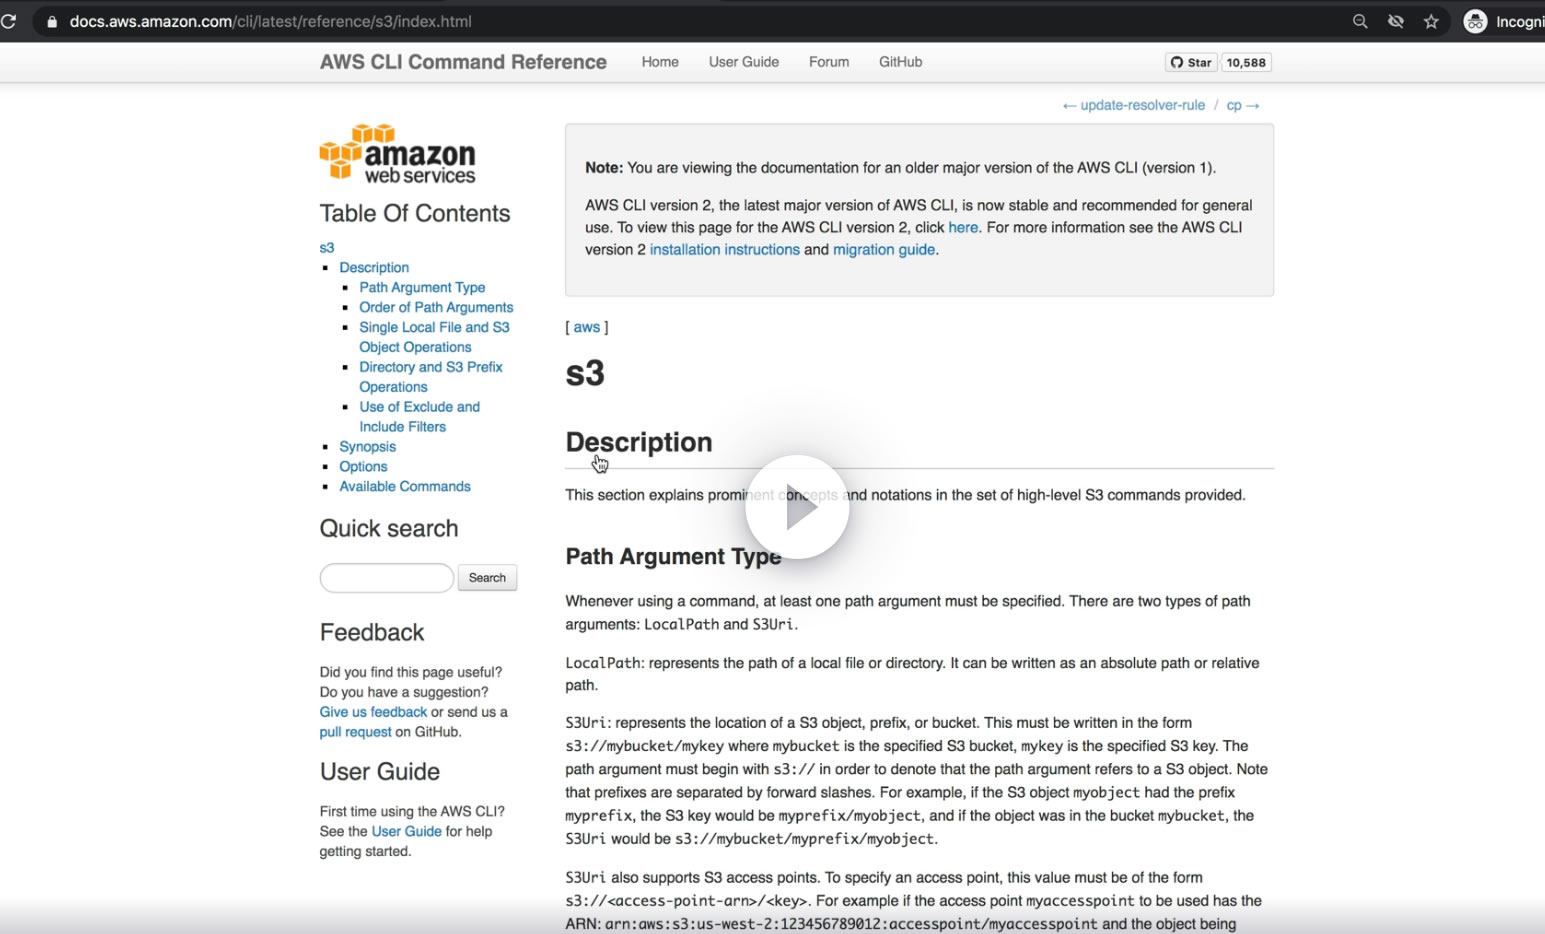 docs.aws.amazon.com/cli/latest/reference/s3/index.html
Incogni
AWS CLI Command Reference Home User Guide Forum GitHub Star 10,588
← update-resolver-rule / cp →
amazon
web services
Table Of Contents
s3
Description
Path Argument Type
Order of Path Arguments
Single Local File and S3
Object Operations
Directory and S3 Prefix
Operations
Use of Exclude and
Include Filters
Synopsis
Options
Available Commands
Quick search
Search
Feedback
Did you find this page useful?
Do you have a suggestion?
Give us feedback or send us a
pull request on GitHub.
User Guide
First time using the AWS CLI?
See the User Guide for help
getting started.
Note: You are viewing the documentation for an older major version of the AWS CLI (version 1).
AWS CLI version 2, the latest major version of AWS CLI, is now stable and recommended for general
use. To view this page for the AWS CLI version 2, click here. For more information see the AWS CLI
version 2 installation instructions and migration guide.
[ aws ]
s3
Description
This section explains prominent concepts and notations in the set of high-level S3 commands provided.
Path Argument Type
Whenever using a command, at least one path argument must be specified. There are two types of path
arguments: LocalPath and S3Uri.
LocalPath: represents the path of a local file or directory. It can be written as an absolute path or relative
path.
S3Uri: represents the location of a S3 object, prefix, or bucket. This must be written in the form
s3://mybucket/mykey where mybucket is the specified S3 bucket, mykey is the specified S3 key. The
path argument must begin with s3:// in order to denote that the path argument refers to a S3 object. Note
that prefixes are separated by forward slashes. For example, if the S3 object myobject had the prefix
myprefix, the S3 key would be myprefix/myobject, and if the object was in the bucket mybucket, the
S3Uri would be s3://mybucket/myprefix/myobject.
S3Uri also supports S3 access points. To specify an access point, this value must be of the form
s3://<access-point-arn>/<key>. For example if the access point myaccesspoint to be used has the
ARN: arn:aws:s3:us-west-2:123456789012:accesspoint/myaccesspoint and the object being